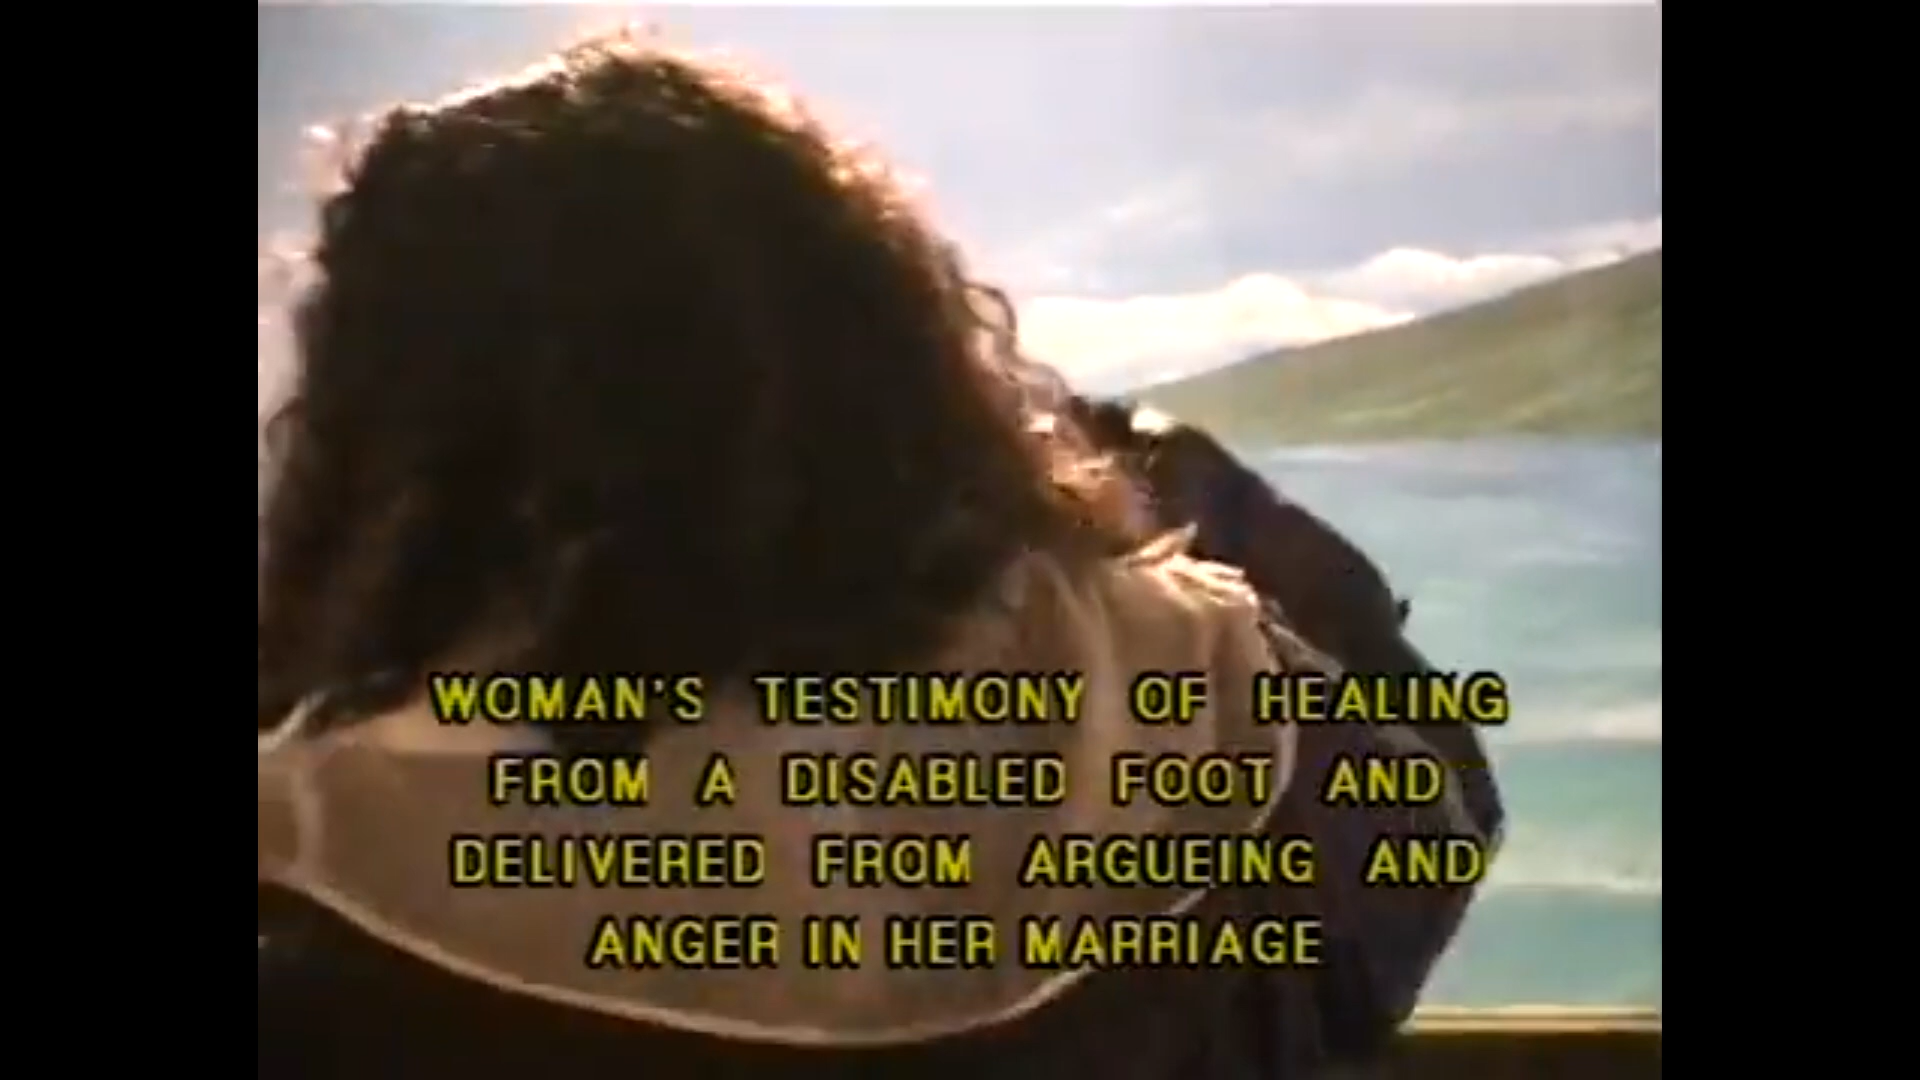 WOMAN'S TESTIMONY OF HEALING
FROM A DISABLED FOOT AND
DELIVERED FROM ARGUEING AND
ANGER IN HER MARRIAGE